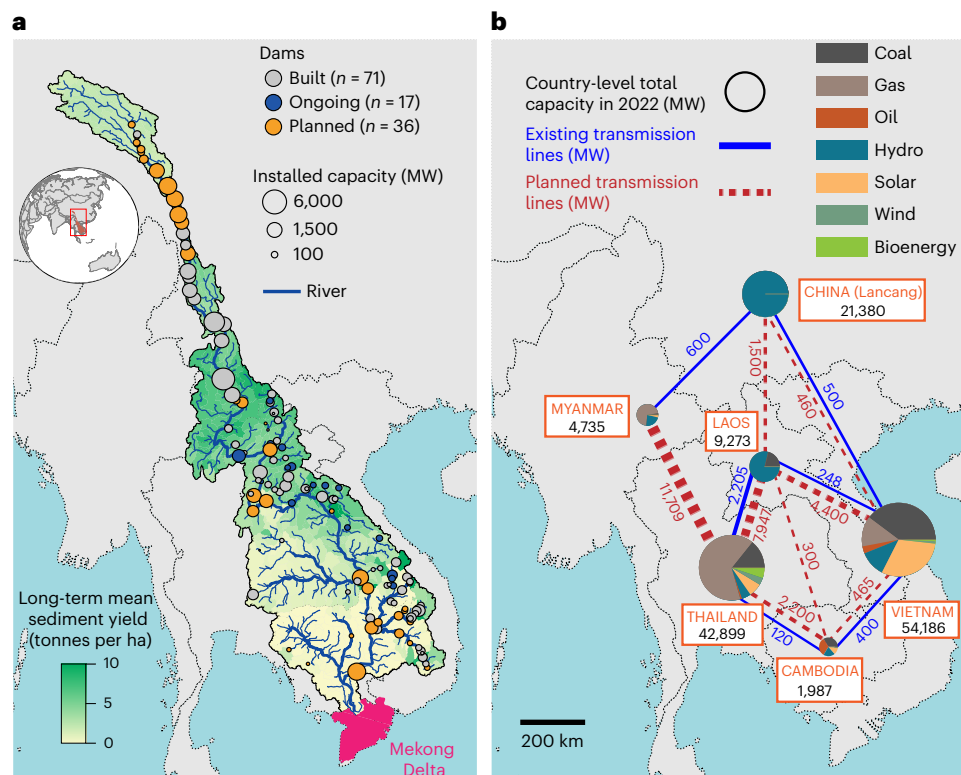 a
Dams
Built (n = 71)
Ongoing (n = 17)
Planned (n = 36)
Installed capacity (MW)
6,000
1,500
100
River
Long-term mean
sediment yield
(tonnes per ha)
10
5
0
Mekong
Delta
b
Country-level total
capacity in 2022 (MW)
Existing transmission
lines (MW)
Planned transmission
lines (MW)
Coal
Gas
Oil
Hydro
Solar
Wind
Bioenergy
CHINA (Lancang)
21,380
600
1,500
460
500
MYANMAR
4,735
LAOS
9,273
11,709
2,205
7,947
248
4,400
300
THAILAND
42,899
2,200
120
465
400
VIETNAM
54,186
CAMBODIA
1,987
200 km